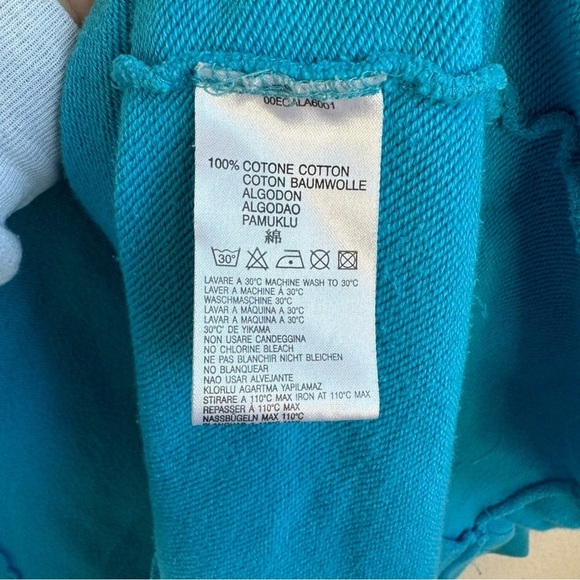 00ECALA6001
100% COTONE COTTON
COTON BAUMWOLLE
ALGODON
ALGODAO
PAMUKLU
綿
30°
LAVARE A 30°C MACHINE WASH TO 30°C
LAVER A MACHINE À 30°C
WASCHMASCHINE 30°C
LAVAR A MAQUINA A 30°C
LAVAR A MÁQUINA A 30°C
30°C' DE YIKAMA
NON USARE CANDEGGINA
NO CHLORINE BLEACH
NE PAS BLANCHIR NICHT BLEICHEN
NO BLANQUEAR
NAO USAR ALVEJANTE
KLORLU AGARTMA YAPILAMAZ
STIRARE A 110°C MAX IRON AT 110°C MAX
REPASSER À 110°C MAX
NASSBÜGELN MAX 110°C